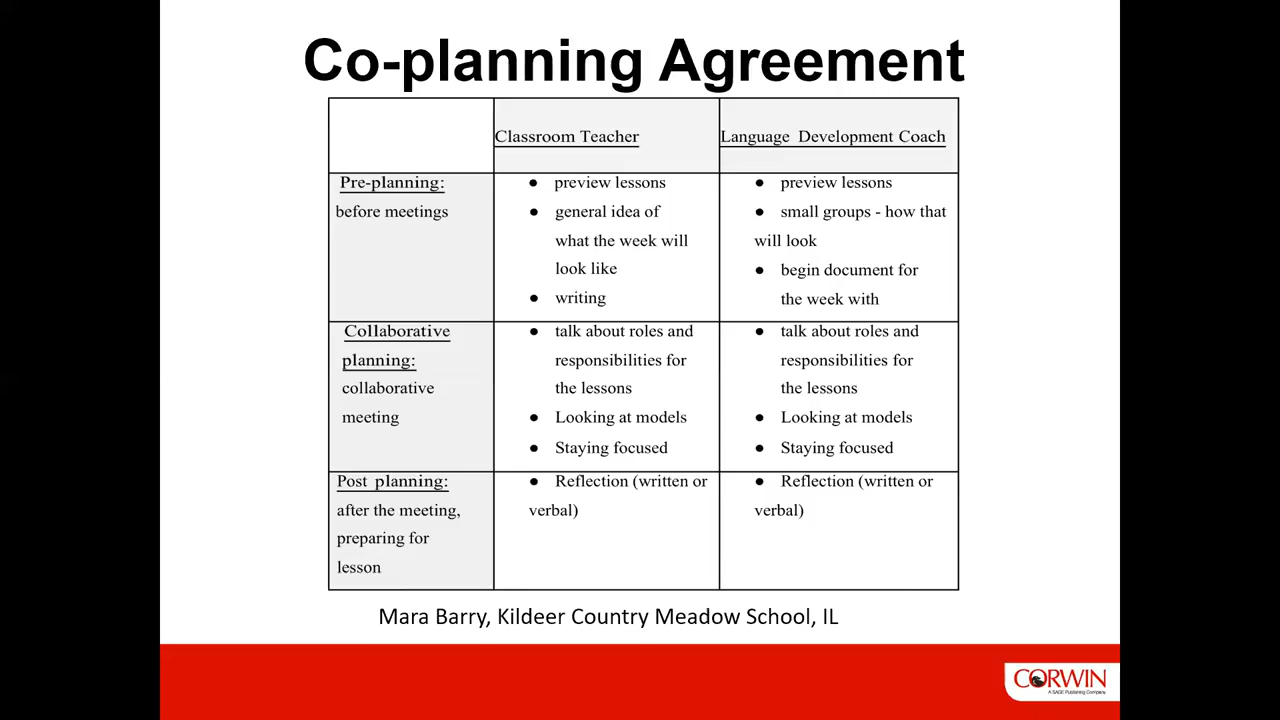 Co-planning Agreement
Classroom Teacher
Language Development Coach
Pre-planning:
before meetings
● preview lessons
● general idea of
what the week will
look like
● writing
● preview lessons
● small groups - how that
will look
● begin document for
the week with
Collaborative
planning:
collaborative
meeting
● talk about roles and
responsibilities for
the lessons
● Looking at models
● Staying focused
● talk about roles and
responsibilities for
the lessons
● Looking at models
● Staying focused
Post planning:
after the meeting,
preparing for
lesson
● Reflection (written or
verbal)
● Reflection (written or
verbal)
Mara Barry, Kildeer Country Meadow School, IL
CORWIN
A SAGE Publishing Company